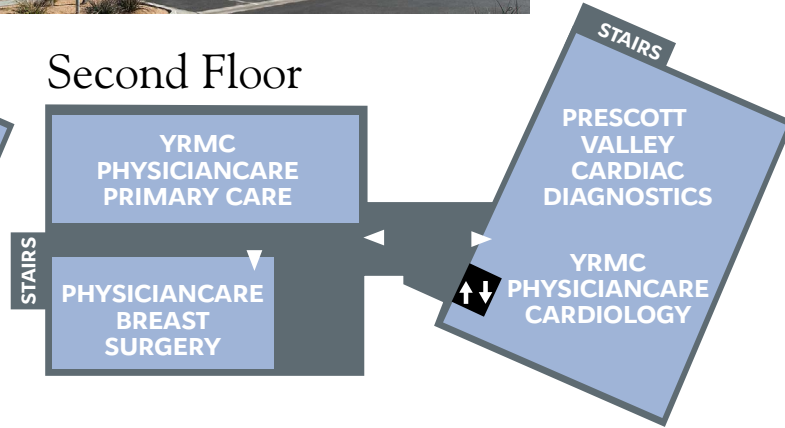 Second Floor
YRMC
PHYSICIANCARE
PRIMARY CARE
STAIRS
PHYSICIANCARE
BREAST
SURGERY
STAIRS
PRESCOTT
VALLEY
CARDIAC
DIAGNOSTICS
YRMC
PHYSICIANCARE
CARDIOLOGY